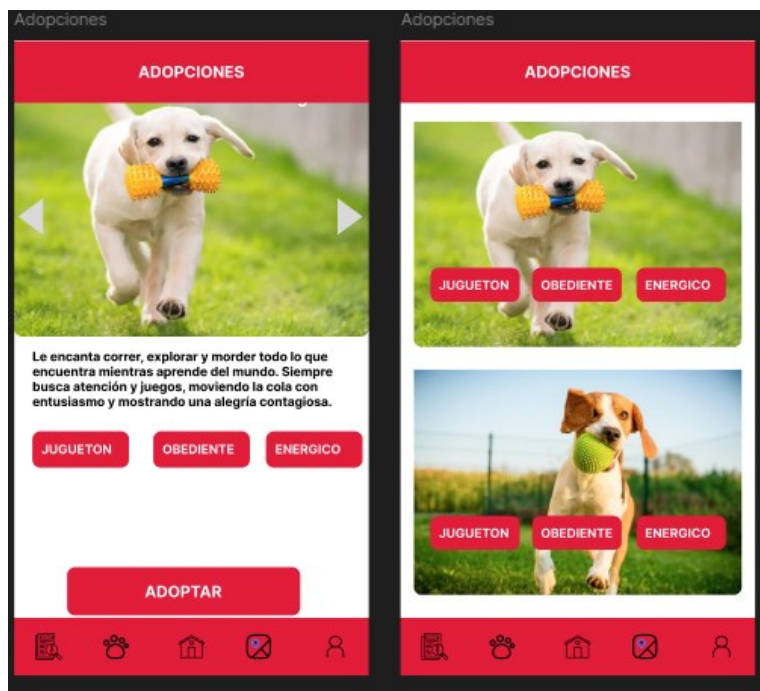 Adopciones
ADOPCIONES
Le encanta correr, explorar y morder todo lo que
encuentra mientras aprende del mundo. Siempre
busca atención y juegos, moviendo la cola con
entusiasmo y mostrando una alegría contagiosa.
JUGUETON
OBEDIENTE
ENERGICO
ADOPTAR
Adopciones
ADOPCIONES
JUGUETON
OBEDIENTE
ENERGICO
JUGUETON
OBEDIENTE
ENERGICO